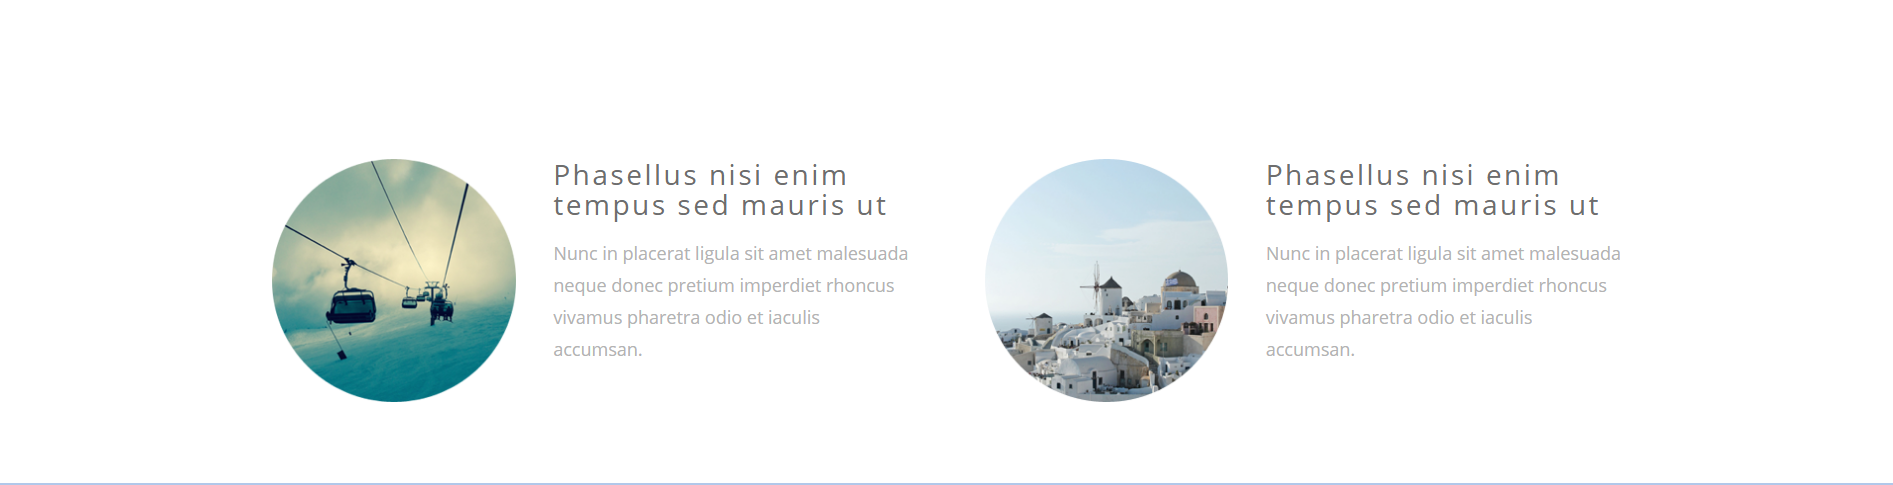 Phasellus nisi enim
tempus sed mauris ut
Nunc in placerat ligula sit amet malesuada
neque donec pretium imperdiet rhoncus
vivamus pharetra odio et iaculis
accumsan.
Phasellus nisi enim
tempus sed mauris ut
Nunc in placerat ligula sit amet malesuada
neque donec pretium imperdiet rhoncus
vivamus pharetra odio et iaculis
accumsan.